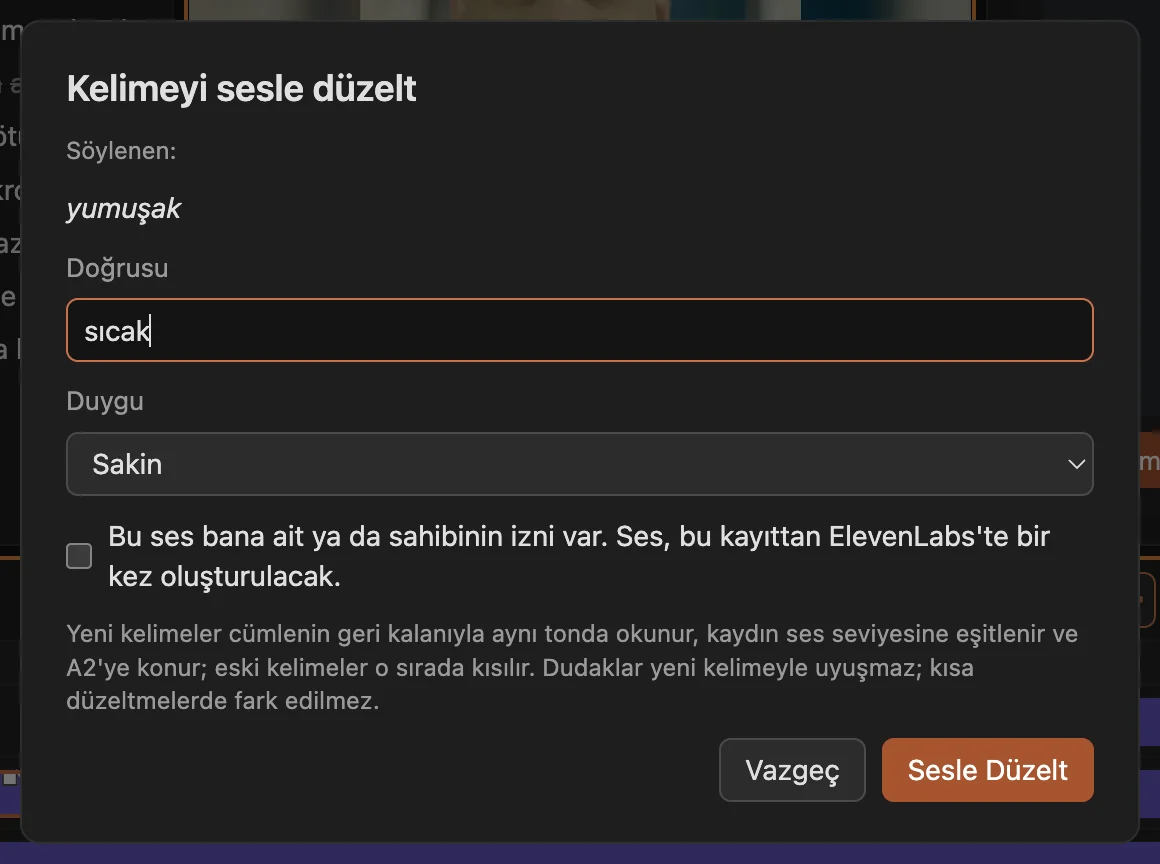 Kelimeyi sesle düzelt
Söylenen:
yumuşak
Doğrusu
sıcak
Duygu
Sakin
Bu ses bana ait ya da sahibinin izni var. Ses, bu kayıttan ElevenLabs'te bir
kez oluşturulacak.
Yeni kelimeler cümlenin geri kalanıyla aynı tonda okunur, kaydın ses seviyesine eşitlenir ve
A2'ye konur; eski kelimeler o sırada kısılır. Dudaklar yeni kelimeyle uyuşmaz; kısa
düzeltmelerde fark edilmez.
Vazgeç
Sesle Düzelt